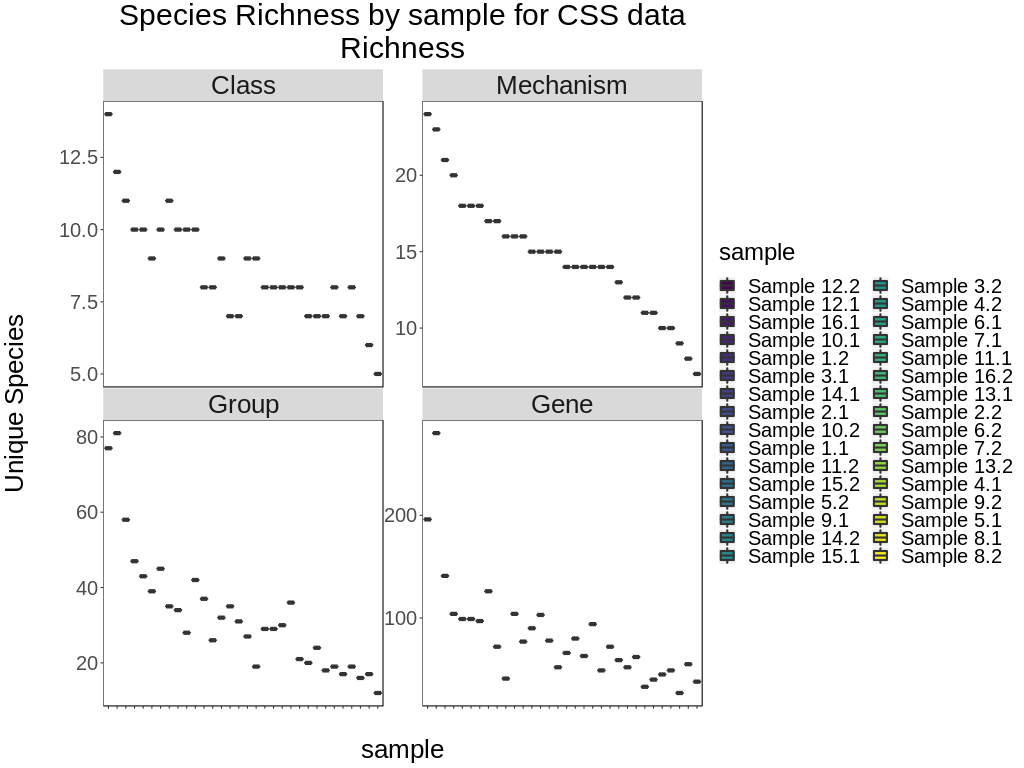 Species Richness by sample for CSS data
Richness
Class
Mechanism
12.5
10.0
7.5
5.0
20
15
10
Group
Gene
80
60
40
20
200
100
Unique Species
sample
sample
Sample 12.2
Sample 12.1
Sample 16.1
Sample 10.1
Sample 1.2
Sample 3.1
Sample 14.1
Sample 2.1
Sample 10.2
Sample 1.1
Sample 11.2
Sample 15.2
Sample 5.2
Sample 9.1
Sample 14.2
Sample 15.1
Sample 3.2
Sample 4.2
Sample 6.1
Sample 7.1
Sample 11.1
Sample 16.2
Sample 13.1
Sample 2.2
Sample 6.2
Sample 7.2
Sample 13.2
Sample 4.1
Sample 9.2
Sample 5.1
Sample 8.1
Sample 8.2